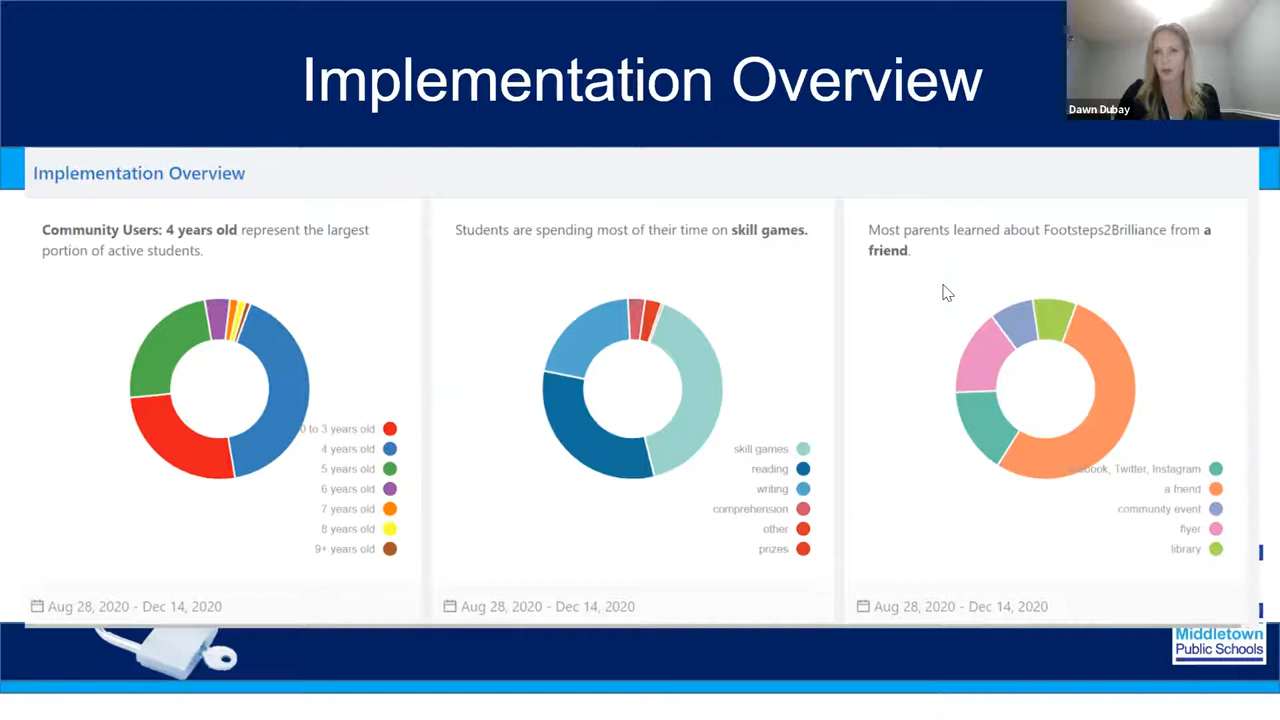 Implementation Overview
Dawn Dubay
Implementation Overview
Community Users: 4 years old represent the largest
portion of active students.
0 to 3 years old
4 years old
5 years old
6 years old
7 years old
8 years old
9+ years old
Aug 28, 2020 - Dec 14, 2020
Students are spending most of their time on skill games.
skill games
reading
writing
comprehension
other
prizes
Aug 28, 2020 - Dec 14, 2020
Most parents learned about Footsteps2Brilliance from a
friend.
Twitter, Instagram
a friend
community event
flyer
library
Aug 28, 2020 - Dec 14, 2020
Middletown
Public Schools